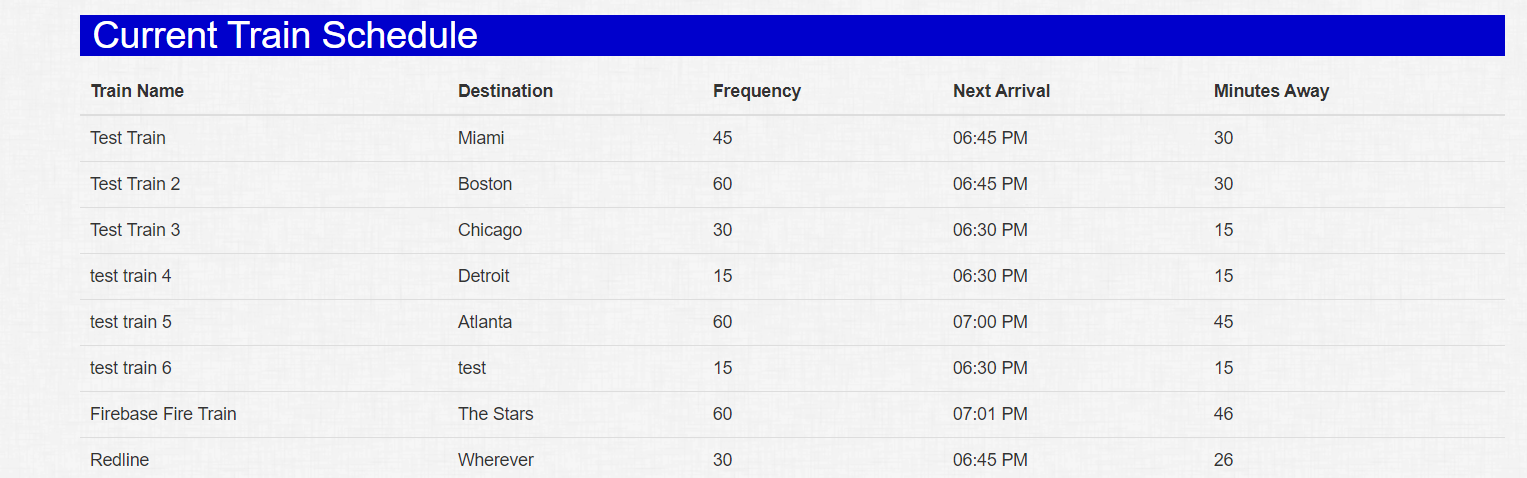 Current Train Schedule
Train Name Destination Frequency Next Arrival Minutes Away
Test Train Miami 45 06:45 PM 30
Test Train 2 Boston 60 06:45 PM 30
Test Train 3 Chicago 30 06:30 PM 15
test train 4 Detroit 15 06:30 PM 15
test train 5 Atlanta 60 07:00 PM 45
test train 6 test 15 06:30 PM 15
Firebase Fire Train The Stars 60 07:01 PM 46
Redline Wherever 30 06:45 PM 26